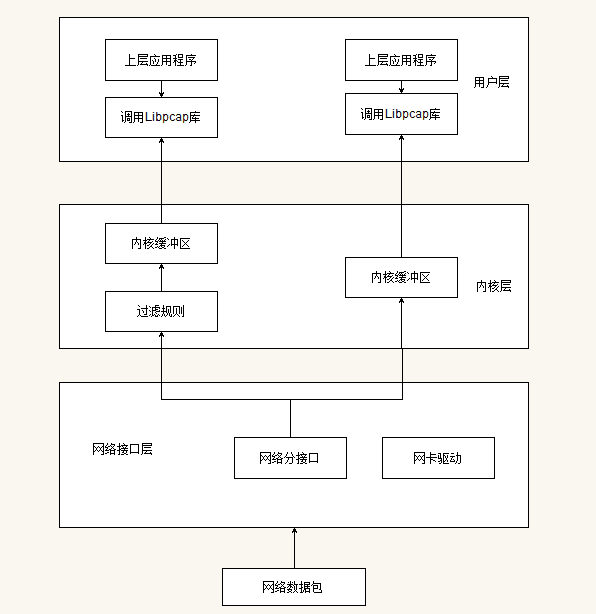 上层应用程序
上层应用程序
用户层
调用Libpcap库
调用Libpcap库
内核缓冲区
内核缓冲区
内核层
过滤规则
网络接口层
网络分接口
网卡驱动
网络数据包